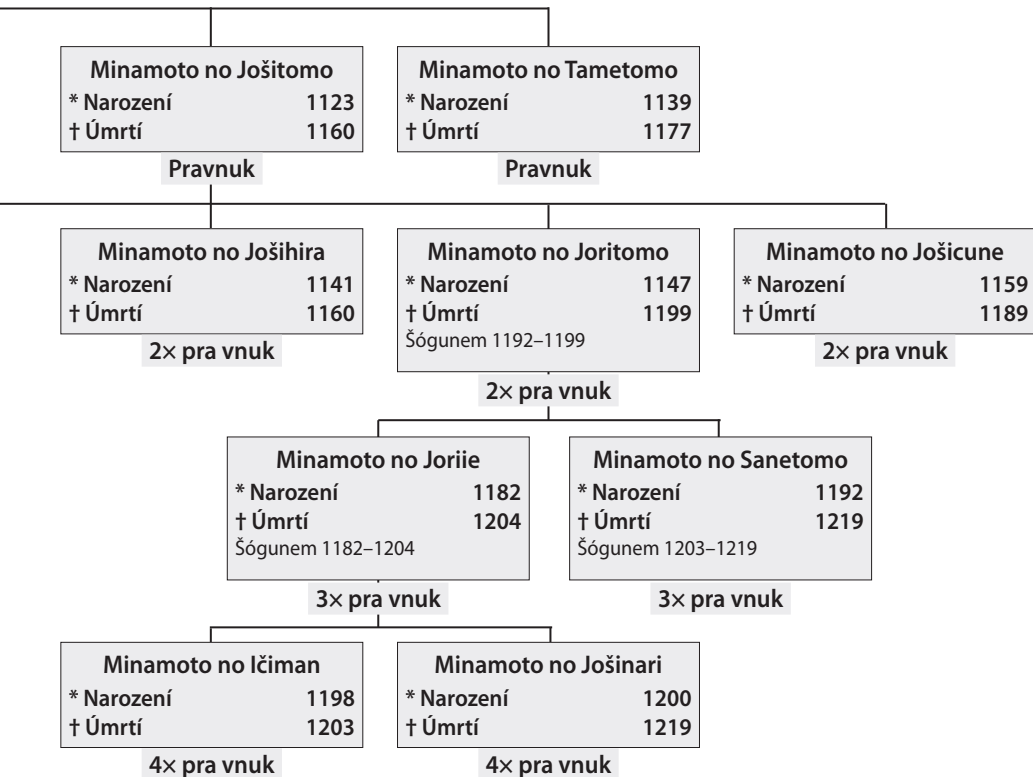 Minamoto no Jošitomo
* Narození 1123
† Úmrtí 1160
Pravnuk
Minamoto no Tametomo
* Narození 1139
† Úmrtí 1177
Pravnuk
Minamoto no Jošihira
* Narození 1141
† Úmrtí 1160
2× pra vnuk
Minamoto no Joritomo
* Narození 1147
† Úmrtí 1199
Šógunem 1192–1199
2× pra vnuk
Minamoto no Jošicune
* Narození 1159
† Úmrtí 1189
2× pra vnuk
Minamoto no Joriie
* Narození 1182
† Úmrtí 1204
Šógunem 1182–1204
3× pra vnuk
Minamoto no Sanetomo
* Narození 1192
† Úmrtí 1219
Šógunem 1203–1219
3× pra vnuk
Minamoto no Ičiman
* Narození 1198
† Úmrtí 1203
4× pra vnuk
Minamoto no Jošinari
* Narození 1200
† Úmrtí 1219
4× pra vnuk